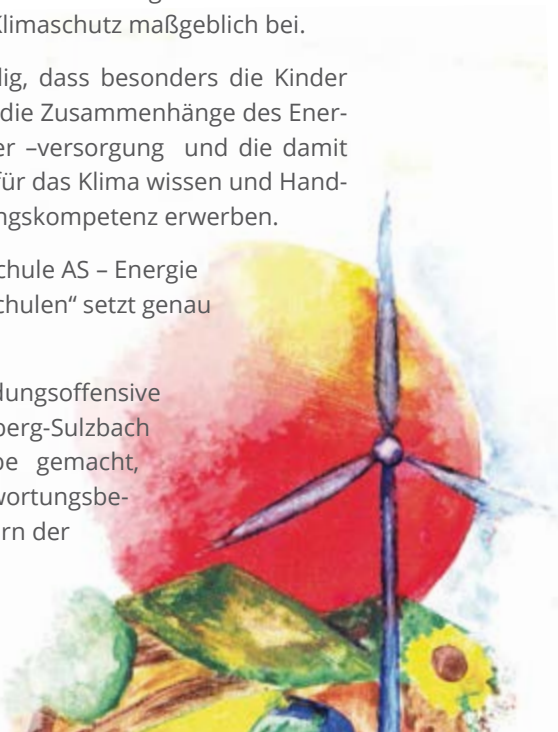 Klimaschutz maßgeblich bei.
dig, dass besonders die Kinder
die Zusammenhänge des Ener-
er –versorgung und die damit
für das Klima wissen und Hand-
ngskompetenz erwerben.
chule AS – Energie
chulen“ setzt genau
dungsoffensive
berg-Sulzbach
be gemacht,
wortungsbe-
rn der